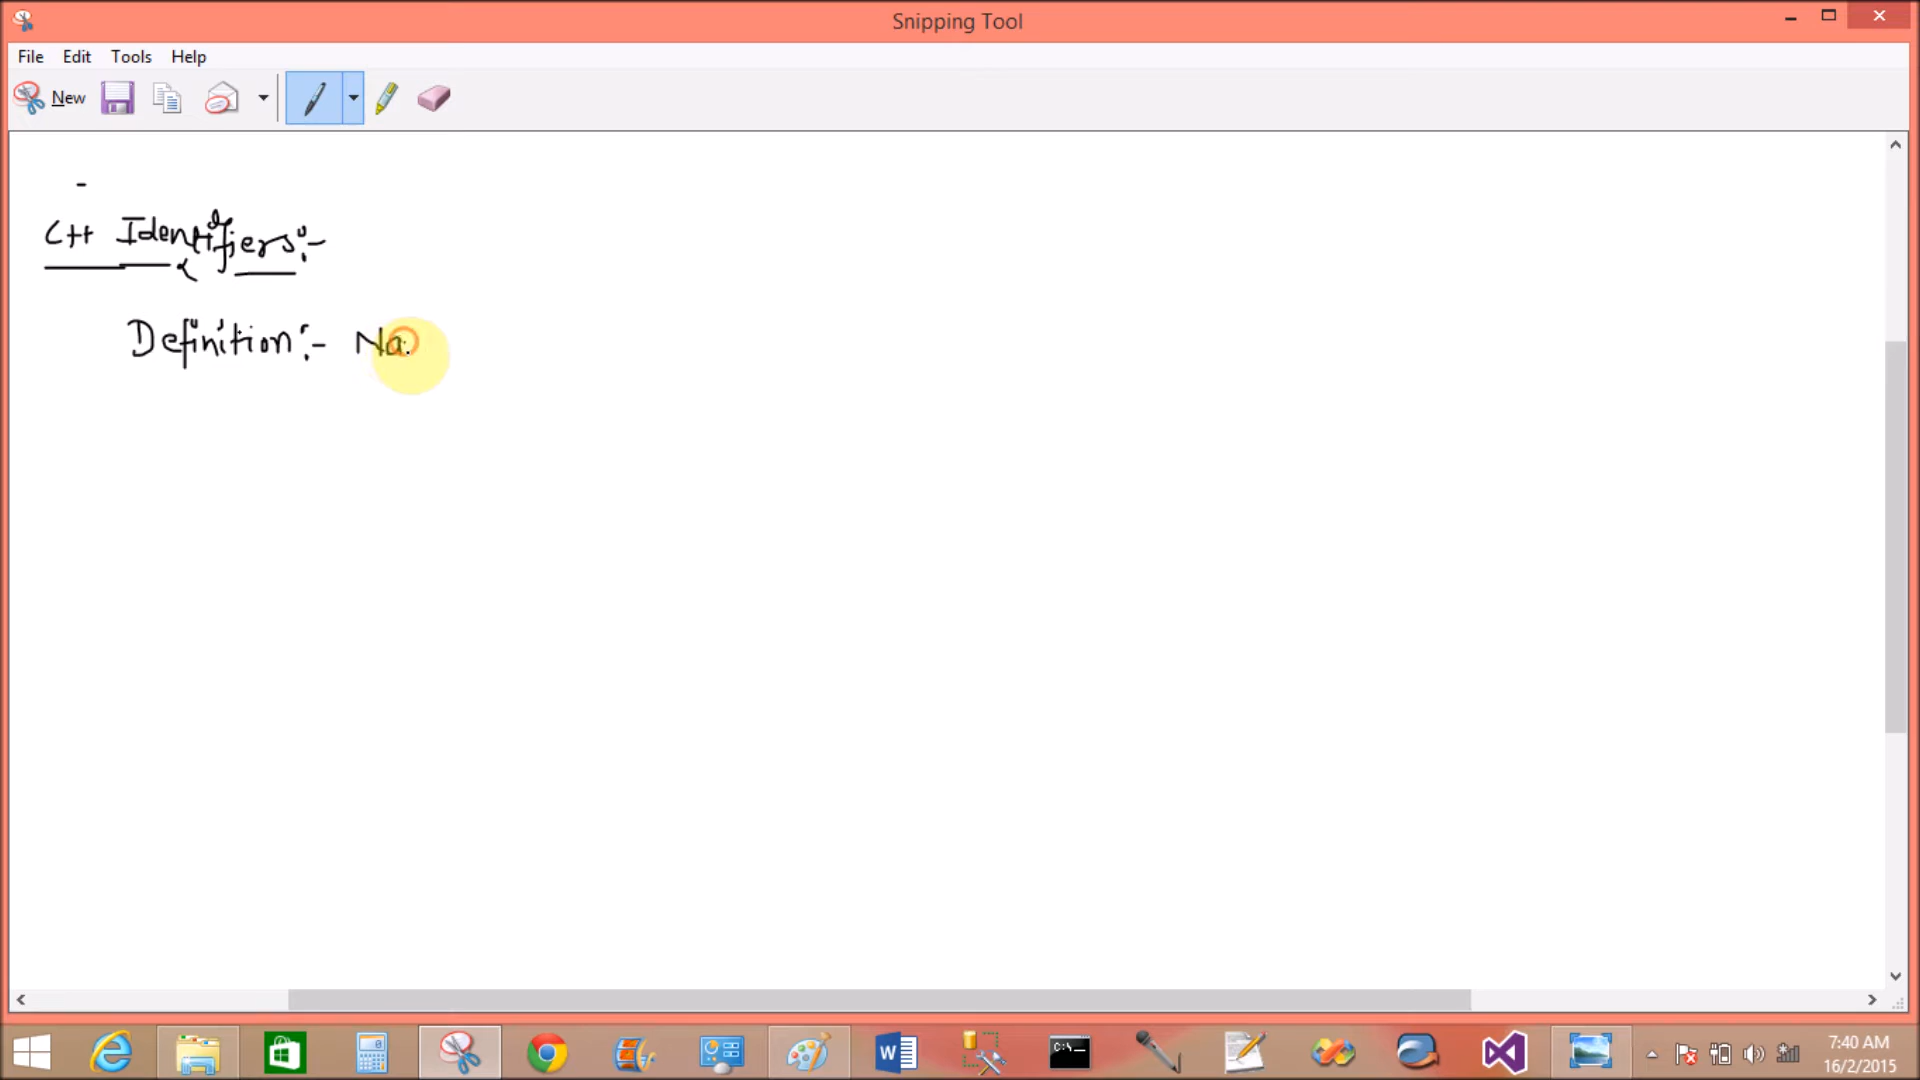 Snipping Tool
File Edit Tools Help
New
C++ Identifiers:-
Definition:- Na
7:40 AM
16/2/2015